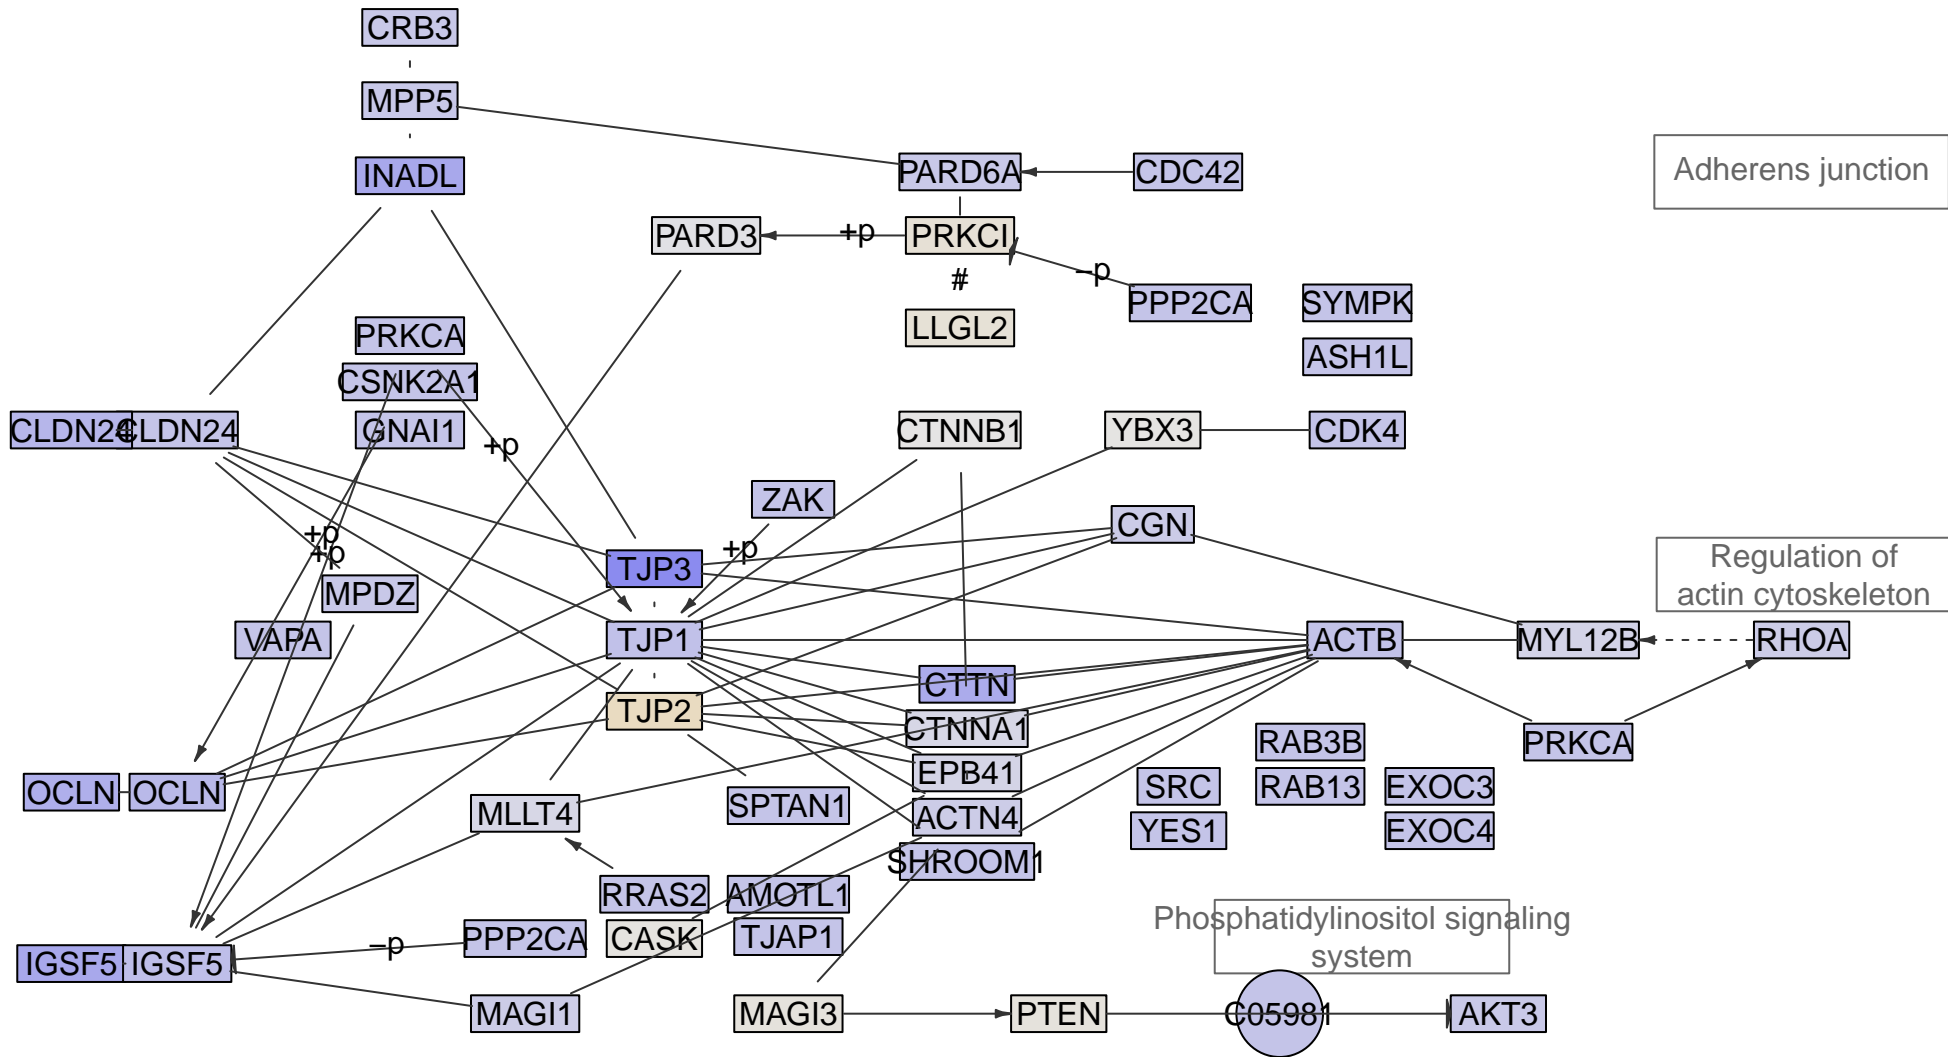 CRB3
MPP5
INADL
PARD6A
CDC42
Adherens junction
PARD3
+p
PRKCI
–p
#
PPP2CA
SYMPK
LLGL2
PRKCA
ASH1L
CSNK2A1
CLDN24
CLDN24
GNAI1
+p
CTNNB1
YBX3
CDK4
ZAK
CGN
+p
+p
+p
TJP3
MPDZ
Regulation of
actin cytoskeleton
VAPA
TJP1
ACTB
MYL12B
RHOA
CTTN
TJP2
CTNNA1
RAB3B
PRKCA
EPB41
OCLN
OCLN
SRC
RAB13
EXOC3
MLLT4
SPTAN1
ACTN4
YES1
EXOC4
SHROOM1
RRAS2
AMOTL1
Phosphatidylinositol signaling
system
PPP2CA
CASK
TJAP1
–p
IGSF5
IGSF5
MAGI1
MAGI3
PTEN
C05981
AKT3